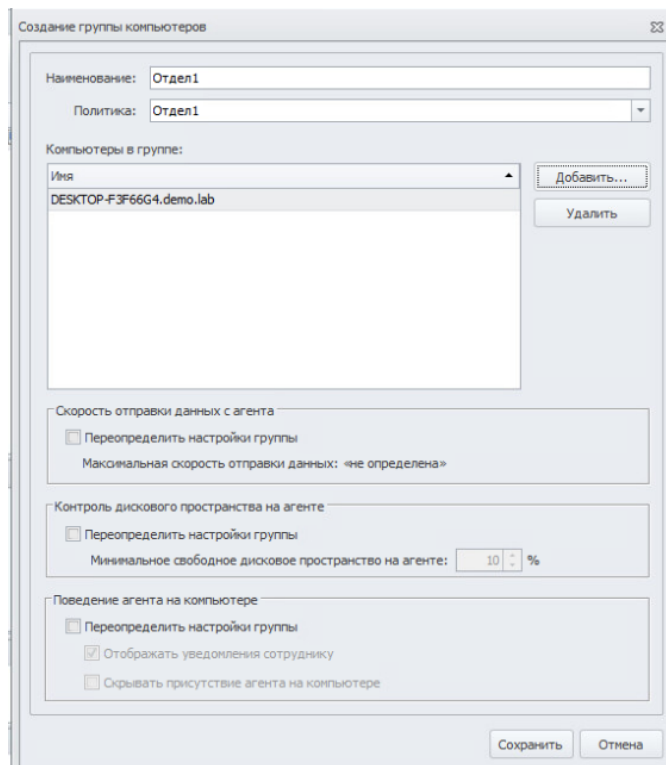 Создание группы компьютеров
Наименование: Отдел1
Политика: Отдел1
Компьютеры в группе:
Имя
Добавить...
DESKTOP-F3F66G4.demo.lab
Удалить
Скорость отправки данных с агента
Переопределить настройки группы
Максимальная скорость отправки данных: «не определена»
Контроль дискового пространства на агенте
Переопределить настройки группы
Минимальное свободное дисковое пространство на агенте: 10 %
Поведение агента на компьютере
Переопределить настройки группы
Отображать уведомления сотруднику
Скрывать присутствие агента на компьютере
Сохранить Отмена